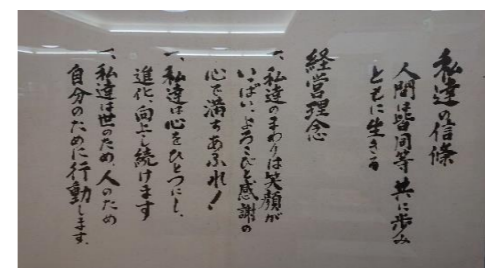 私達の信條
人間は皆同等 共に歩み
ともに生きる
経営理念
一、私達のまわりは笑顔が
いっぱい、よろこびと感謝の
心で満ちあふれ!
一、私達は心をひとつにし、
進化、向上し続けます
一、私達は世のため、人のため
自分のために行動します。